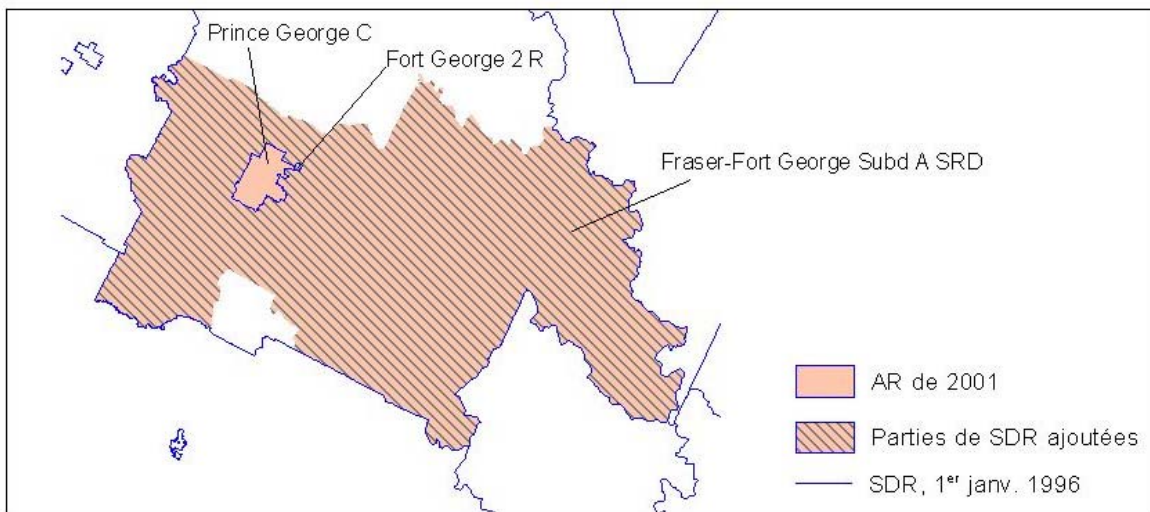 Prince George C
Fort George 2 R
Fraser-Fort George Subd A SRD
AR de 2001
Parties de SDR ajoutées
SDR, 1er janv. 1996